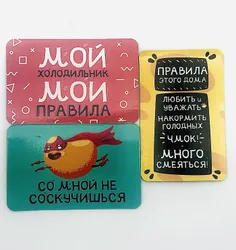 МОЙ
ХОЛОДИЛЬНИК
МОИ
ПРАВИЛА
СО МНОЙ НЕ
СОСКУЧИШЬСЯ
ПРАВИЛА
ЭТОГО ДОМА
ЛЮБИТЬ и
УВАЖАТЬ*
НАКОРМИТЬ
ГОЛОДНЫХ
ЧМОК!
МНОГО
СМЕЯТЬСЯ!